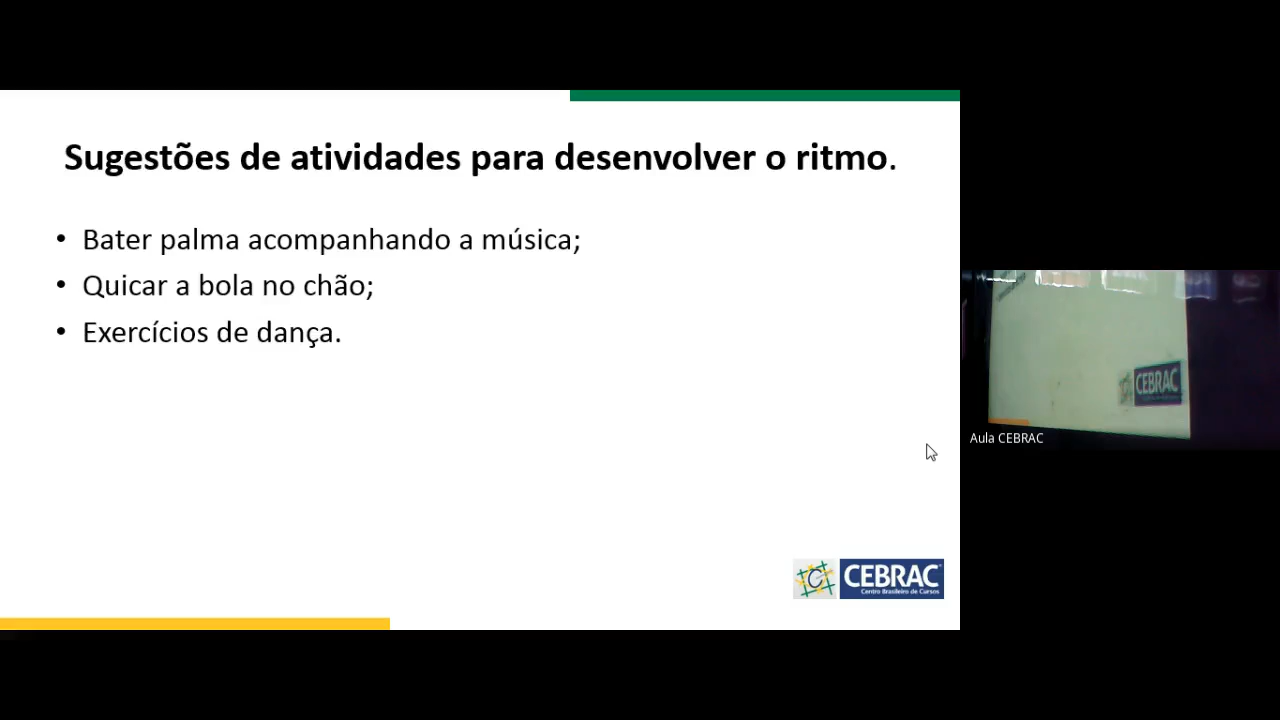 Sugestões de atividades para desenvolver o ritmo.
• Bater palma acompanhando a música;
• Quicar a bola no chão;
• Exercícios de dança.
CEBRAC
Centro Brasileiro de Cursos
CEBRAC
Aula CEBRAC